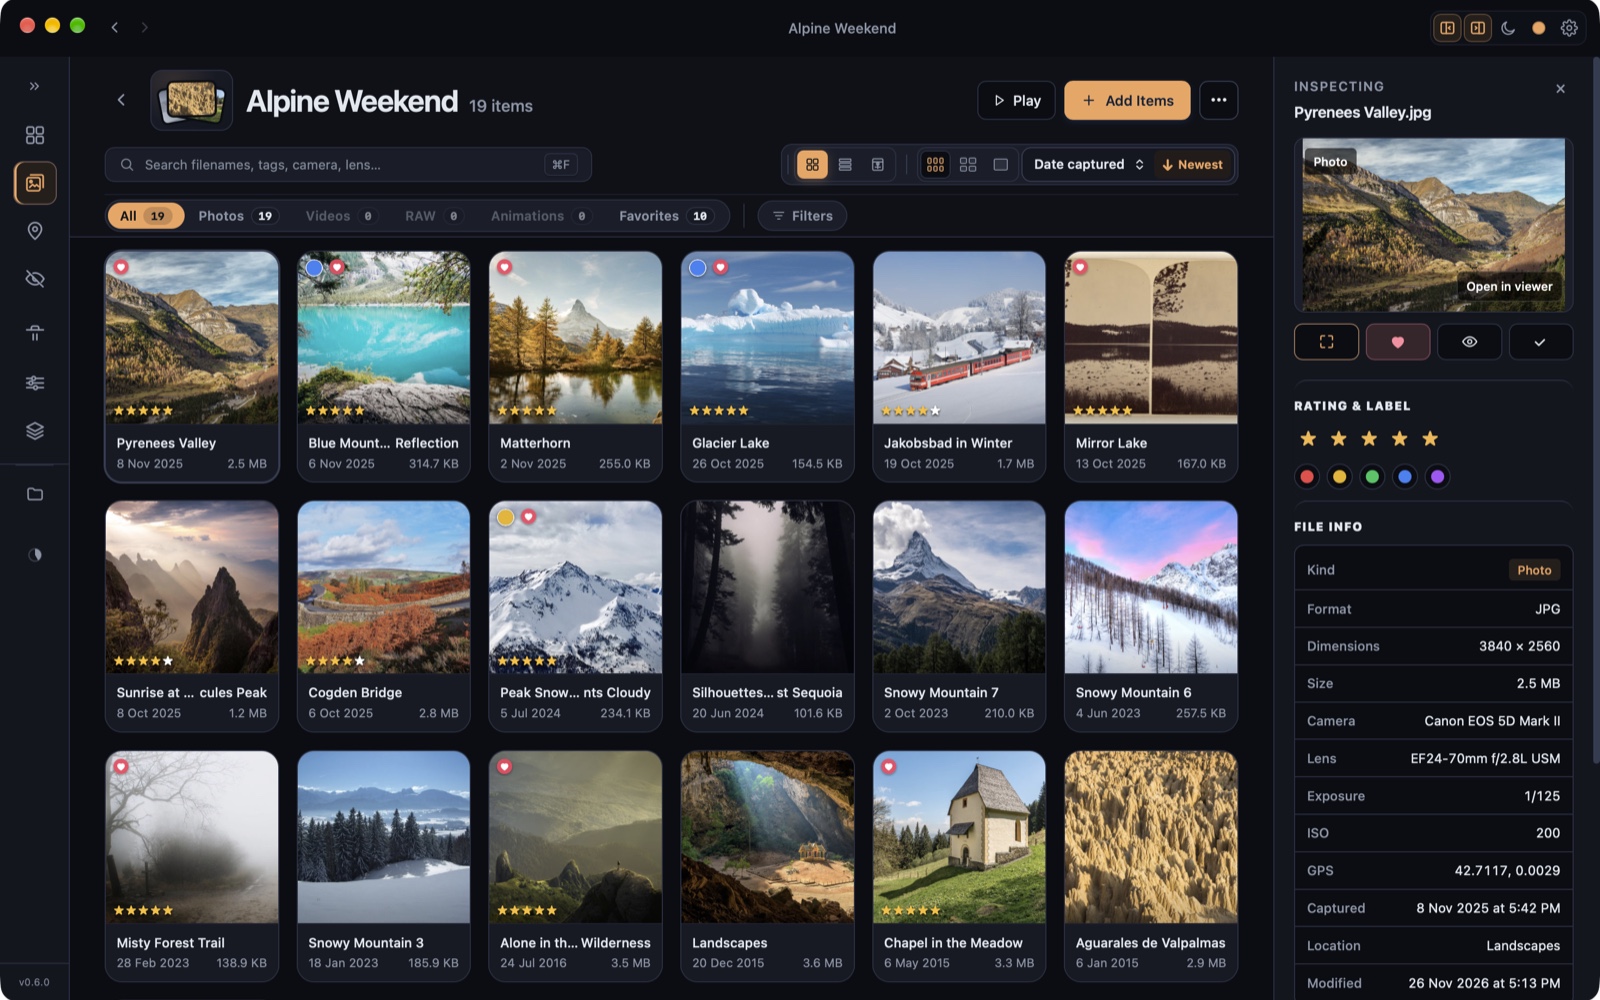 Alpine Weekend
Alpine Weekend 19 items
Play
Add Items
Search filenames, tags, camera, lens...
⌘F
Date captured
Newest
All 19
Photos 19
Videos 0
RAW 0
Animations 0
Favorites 10
Filters
Pyrenees Valley
8 Nov 2025 2.5 MB
Blue Mount... Reflection
6 Nov 2025 314.7 KB
Matterhorn
2 Nov 2025 255.0 KB
Glacier Lake
26 Oct 2025 154.5 KB
Jakobsbad in Winter
19 Oct 2025 1.7 MB
Mirror Lake
13 Oct 2025 167.0 KB
Sunrise at ... cules Peak
8 Oct 2025 1.2 MB
Cogden Bridge
6 Oct 2025 2.8 MB
Peak Snow... nts Cloudy
5 Jul 2024 234.1 KB
Silhouettes... st Sequoia
20 Jun 2024 101.6 KB
Snowy Mountain 7
2 Oct 2023 210.0 KB
Snowy Mountain 6
4 Jun 2023 257.5 KB
Misty Forest Trail
28 Feb 2023 138.9 KB
Snowy Mountain 3
18 Jan 2023 185.9 KB
Alone in th... Wilderness
24 Jul 2016 3.5 MB
Landscapes
20 Dec 2015 3.6 MB
Chapel in the Meadow
6 May 2015 3.3 MB
Aguarales de Valpalmas
6 Jan 2015 2.9 MB
v0.6.0
INSPECTING
Pyrenees Valley.jpg
Photo
Open in viewer
RATING & LABEL
FILE INFO
Kind Photo
Format JPG
Dimensions 3840 × 2560
Size 2.5 MB
Camera Canon EOS 5D Mark II
Lens EF24-70mm f/2.8L USM
Exposure 1/125
ISO 200
GPS 42.7117, 0.0029
Captured 8 Nov 2025 at 5:42 PM
Location Landscapes
Modified 26 Nov 2026 at 5:13 PM